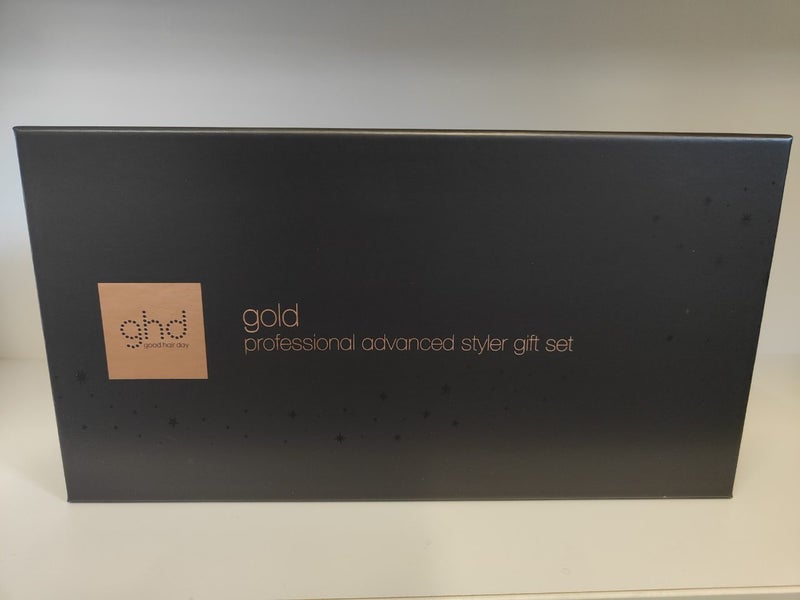 ghd
good hair day
gold
professional advanced styler gift set